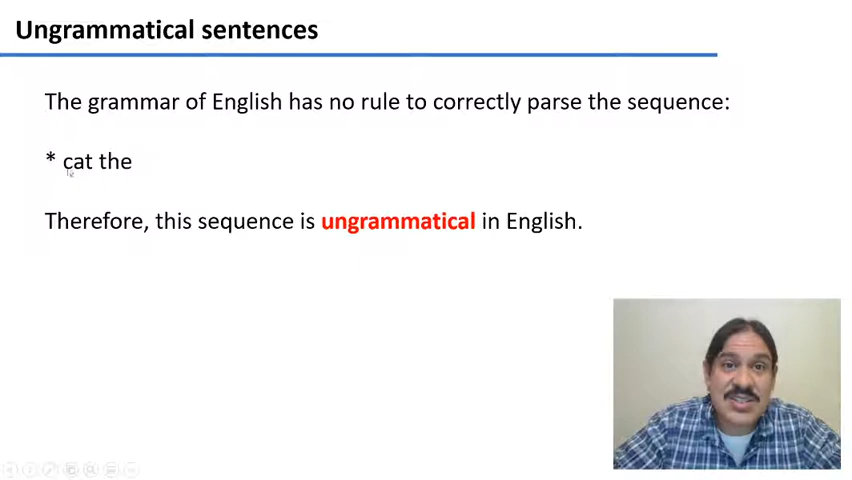 Ungrammatical sentences
The grammar of English has no rule to correctly parse the sequence:
* cat the
Therefore, this sequence is ungrammatical in English.